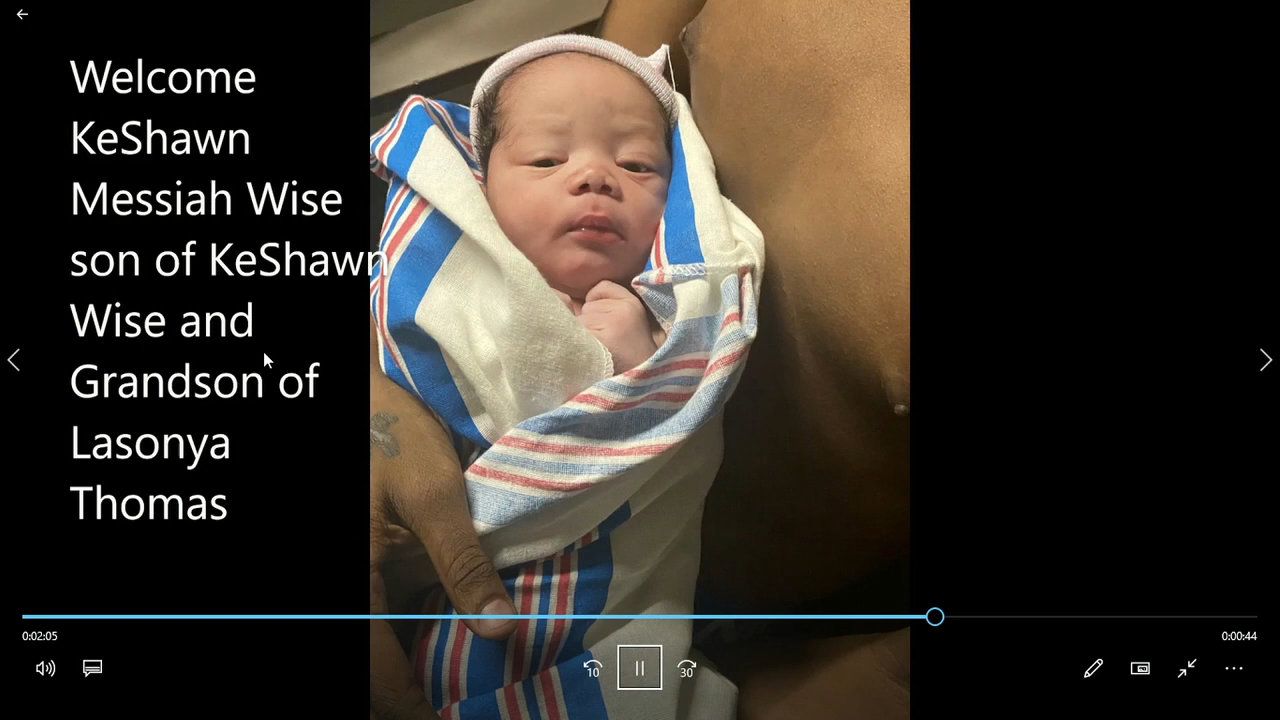 Welcome
KeShawn
Messiah Wise
son of KeShawn
Wise and
Grandson of
Lasonya
Thomas
0:02:05
0:00:44
10
30